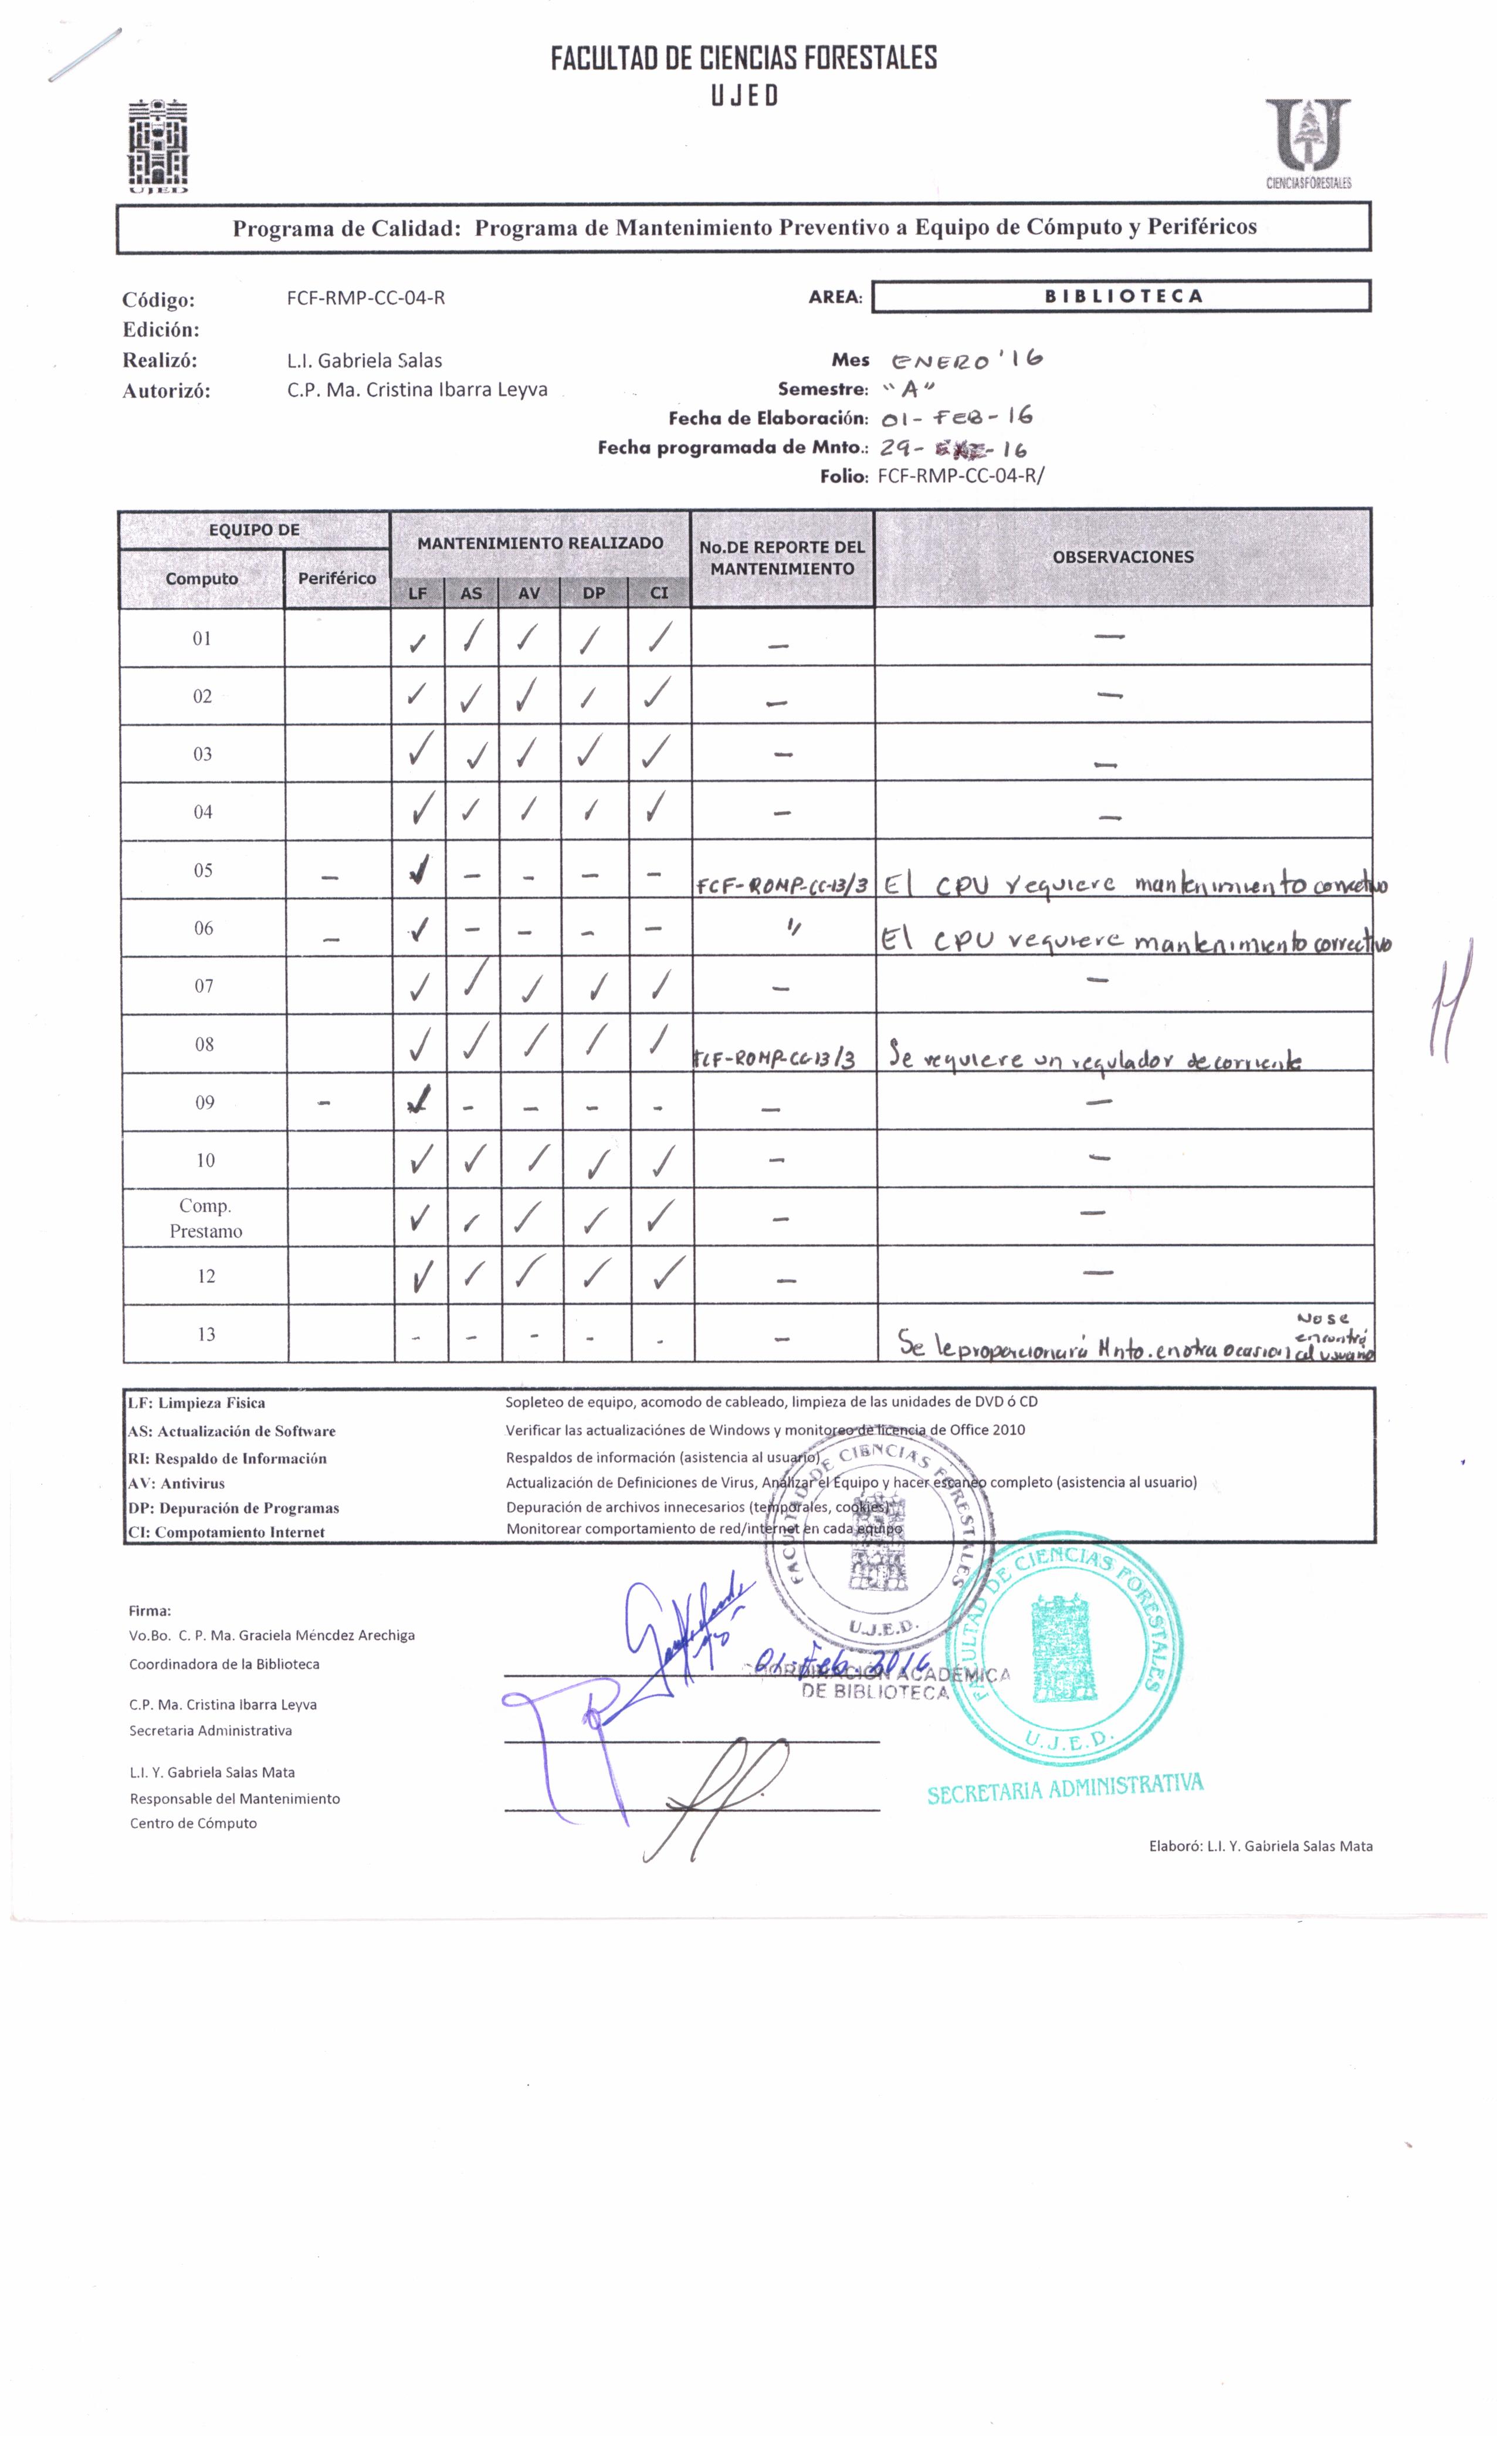 FACULTAD DE CIENCIAS FORESTALES
UJED
UJED
CIENCIASFORESTALES
Programa de Calidad: Programa de Mantenimiento Preventivo a Equipo de Cómputo y Periféricos
Código: FCF-RMP-CC-04-R AREA: BIBLIOTECA
Edición:
Realizó: L.I. Gabriela Salas Mes ENERO '16
Autorizó: C.P. Ma. Cristina Ibarra Leyva Semestre: "A"
Fecha de Elaboración: 01-FEB-16
Fecha programada de Mnto.: 29- -16
Folio: FCF-RMP-CC-04-R/
EQUIPO DE MANTENIMIENTO REALIZADO No.DE REPORTE DEL MANTENIMIENTO OBSERVACIONES
Computo Periférico LF AS AV DP CI
01 ✓ ✓ ✓ ✓ ✓ — —
02 ✓ ✓ ✓ ✓ ✓ — —
03 ✓ ✓ ✓ ✓ ✓ — —
04 ✓ ✓ ✓ ✓ ✓ — —
05 — ✓ - - - - FCF-ROMP-CC-13/3 El CPU requiere mantenimiento correctivo
06 — ✓ - - - - " El CPU requiere mantenimiento correctivo
07 ✓ ✓ ✓ ✓ ✓ — —
08 ✓ ✓ ✓ ✓ ✓ FCF-ROMP-CC-13/3 Se requiere un regulador de corriente
09 - ✓ - - - - — —
10 ✓ ✓ ✓ ✓ ✓ — —
Comp.
Prestamo ✓ ✓ ✓ ✓ ✓ — —
12 ✓ ✓ ✓ ✓ ✓ — —
13 - - - - - — Se le proporcionará Mnto. en otra ocasion No se encontró al usuario
LF: Limpieza Fisica Sopleteo de equipo, acomodo de cableado, limpieza de las unidades de DVD ó CD
AS: Actualización de Software Verificar las actualizaciónes de Windows y monitoreo de licencia de Office 2010
RI: Respaldo de Información Respaldos de información (asistencia al usuario)
AV: Antivirus Actualización de Definiciones de Virus, Analizar el Equipo y hacer escaneo completo (asistencia al usuario)
DP: Depuración de Programas Depuración de archivos innecesarios (temporales, cookies)
CI: Compotamiento Internet Monitorear comportamiento de red/internet en cada equipo
FACULTAD DE CIENCIAS FORESTALES
U.J.E.D.
COORDINACIÓN ACADÉMICA
DE BIBLIOTECA
01-Feb-2016
FACULTAD DE CIENCIAS FORESTALES
U.J.E.D.
SECRETARIA ADMINISTRATIVA
Firma:
Vo.Bo. C. P. Ma. Graciela Méncdez Arechiga
Coordinadora de la Biblioteca
C.P. Ma. Cristina Ibarra Leyva
Secretaria Administrativa
L.I. Y. Gabriela Salas Mata
Responsable del Mantenimiento
Centro de Cómputo
Elaboró: L.I. Y. Gabriela Salas Mata